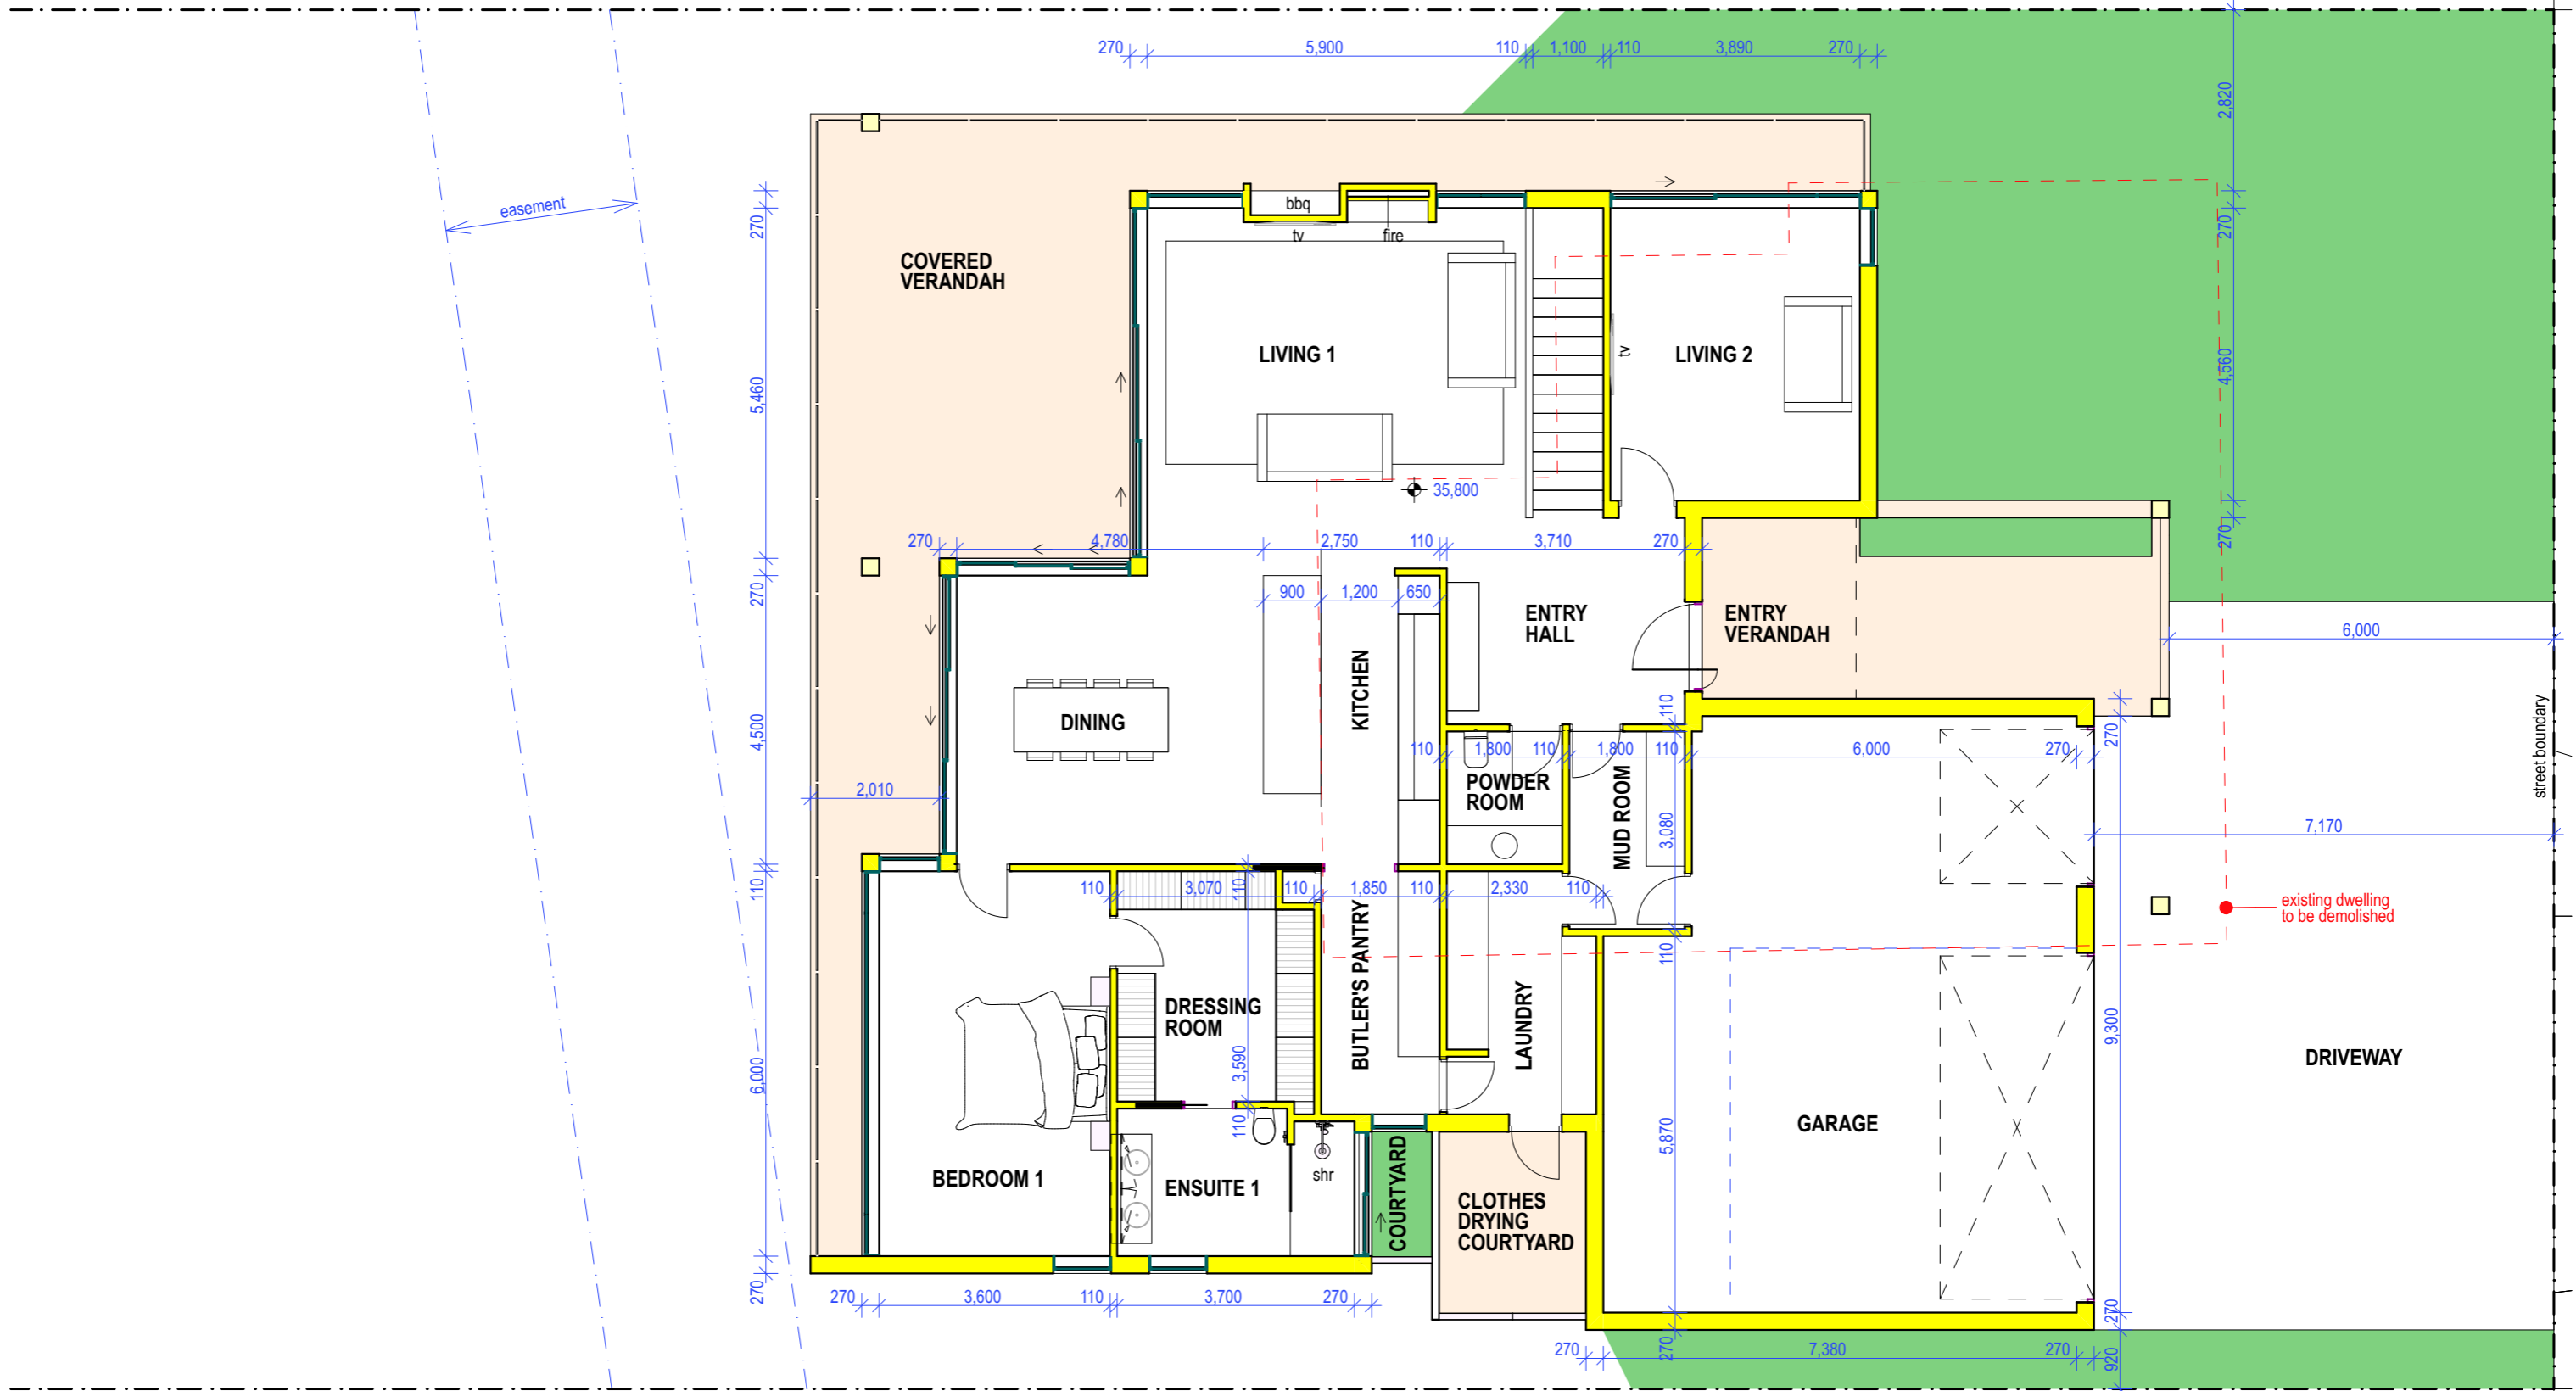 270
5,900
110
1,100
110
3,890
270
2,820
easement
270
COVERED
VERANDAH
bbq
tv
fire
270
LIVING 1
tv
LIVING 2
5,460
4,560
35,800
270
4,780
2,750
110
3,710
270
270
270
900
1,200
650
ENTRY
HALL
ENTRY
VERANDAH
6,000
DINING
KITCHEN
4,500
110
110
1,800
110
1,800
110
6,000
270
270
street boundary
2,010
POWDER
ROOM
MUD ROOM
3,080
7,170
110
110
3,070
110
110
1,850
110
2,330
110
existing dwelling
to be demolished
110
BUTLER'S PANTRY
DRESSING
ROOM
LAUNDRY
3,590
6,000
9,300
DRIVEWAY
110
GARAGE
5,870
BEDROOM 1
ENSUITE 1
shr
COURTYARD
CLOTHES
DRYING
COURTYARD
270
270
3,600
110
3,700
270
270
270
7,380
270
270
920